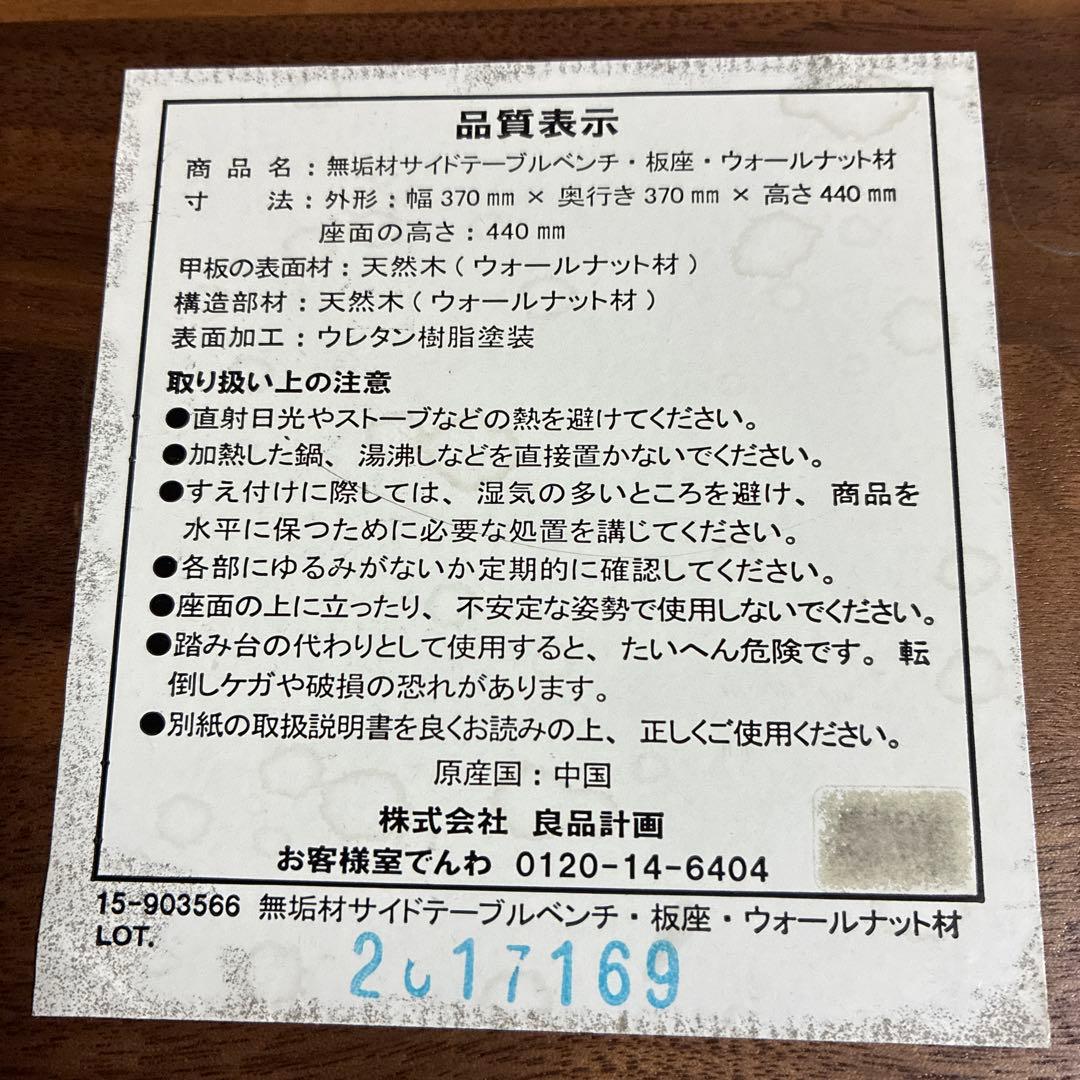 品質表示
商品名：無垢材サイドテーブルベンチ・板座・ウォールナット材
寸法：外形：幅370㎜×奥行き370㎜×高さ440㎜
座面の高さ：440㎜
甲板の表面材：天然木（ウォールナット材）
構造部材：天然木（ウォールナット材）
表面加工：ウレタン樹脂塗装
取り扱い上の注意
●直射日光やストーブなどの熱を避けてください。
●加熱した鍋、湯沸しなどを直接置かないでください。
●すえ付けに際しては、湿気の多いところを避け、商品を
水平に保つために必要な処置を講じてください。
●各部にゆるみがないか定期的に確認してください。
●座面の上に立ったり、不安定な姿勢で使用しないでください。
●踏み台の代わりとして使用すると、たいへん危険です。転
倒しケガや破損の恐れがあります。
●別紙の取扱説明書を良くお読みの上、正しくご使用ください。
原産国：中国
株式会社 良品計画
お客様室でんわ 0120-14-6404
15-903566 無垢材サイドテーブルベンチ・板座・ウォールナット材
LOT.
2017169